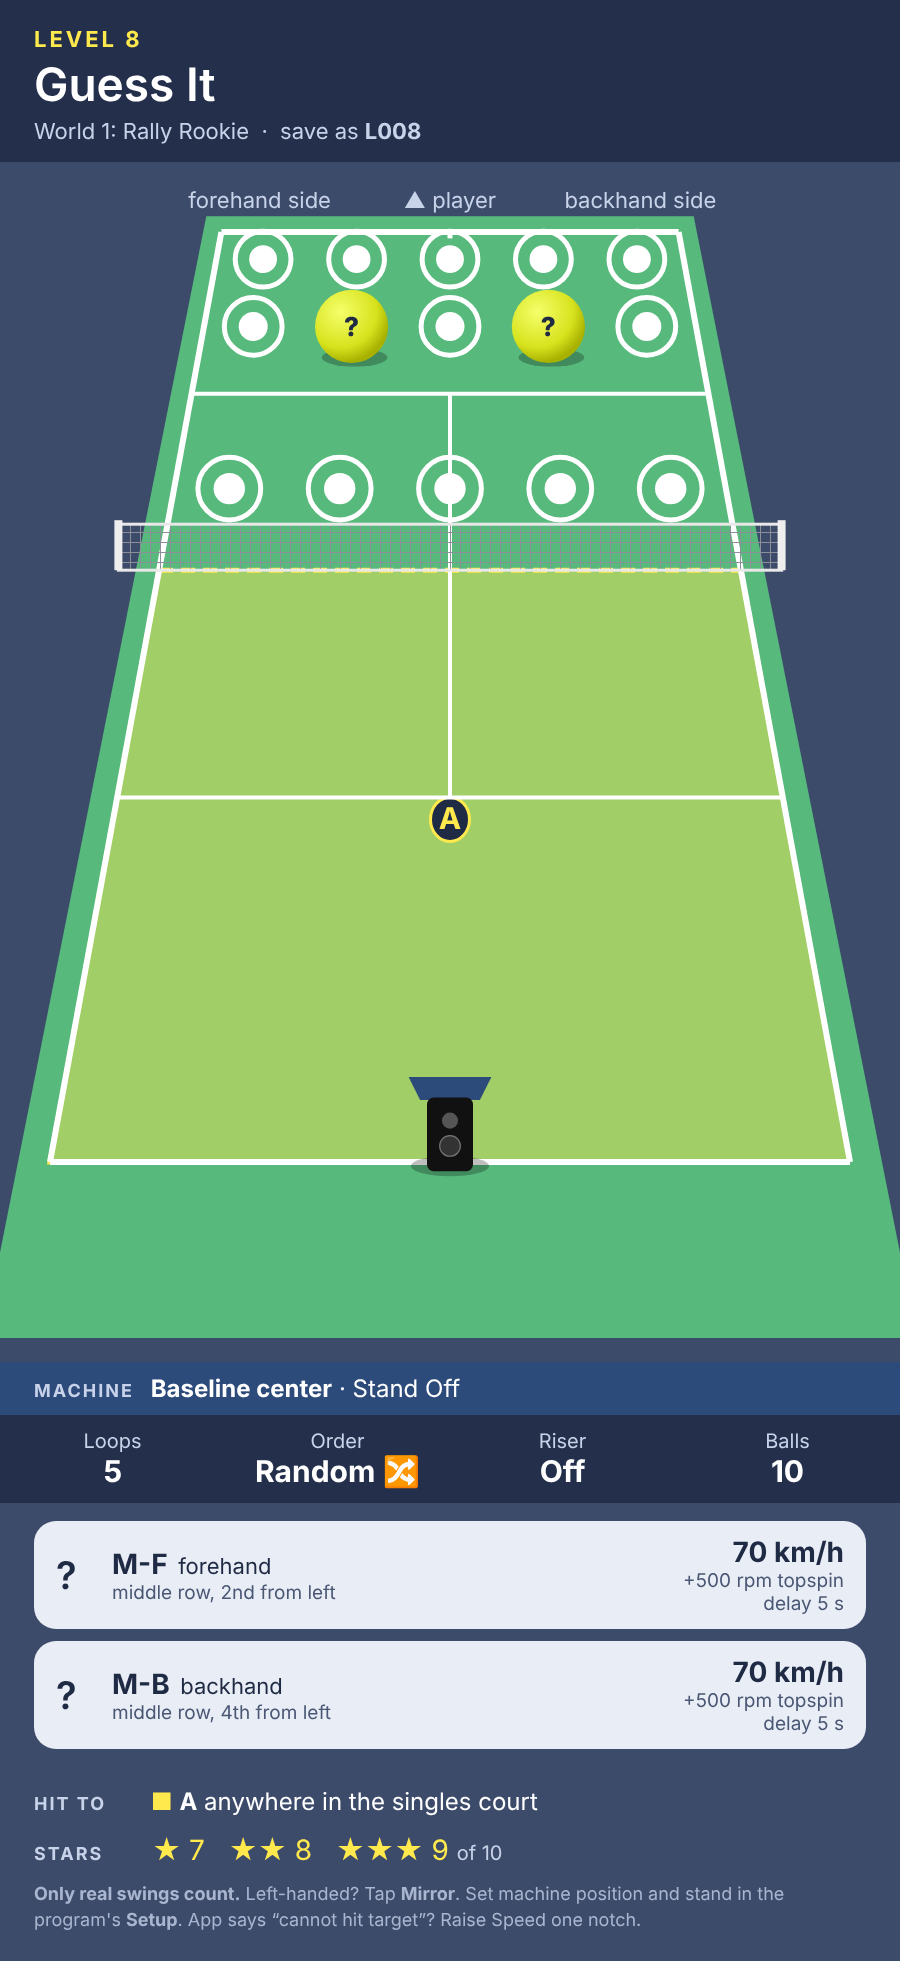 LEVEL 8
Guess It
World 1: Rally Rookie · save as L008
forehand side ▲ player backhand side
? ?
A
MACHINE Baseline center · Stand Off
Loops Order Riser Balls
5 Random 🔀 Off 10
? M-F forehand 70 km/h
middle row, 2nd from left +500 rpm topspin
delay 5 s
? M-B backhand 70 km/h
middle row, 4th from left +500 rpm topspin
delay 5 s
HIT TO A anywhere in the singles court
STARS ★ 7 ★★ 8 ★★★ 9 of 10
Only real swings count. Left-handed? Tap Mirror. Set machine position and stand in the
program's Setup. App says “cannot hit target”? Raise Speed one notch.